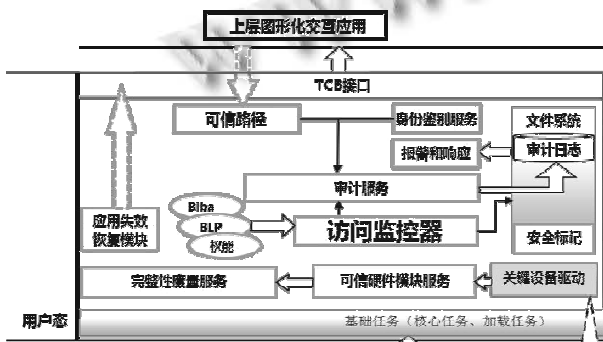 上层图形化交互应用
TCB接口
可信路径
身份鉴别服务
文件系统
报警和响应
审计日志
审计服务
Biba
BLP
权能
访问监控器
应用失效
恢复模块
安全标记
完整性度量服务
可信硬件模块服务
关键设备驱动
用户态
基础任务（核心任务、加载任务）